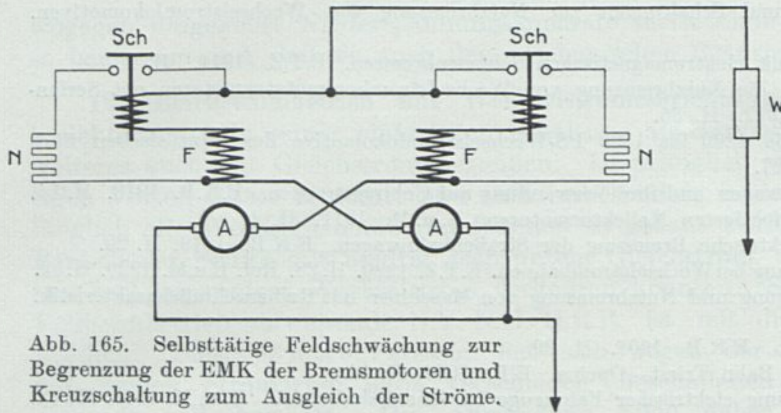 Sch
Sch
W
N
F
F
N
A
A
Abb. 165. Selbsttätige Feldschwächung zur
Begrenzung der EMK der Bremsmotoren und
Kreuzschaltung zum Ausgleich der Ströme.